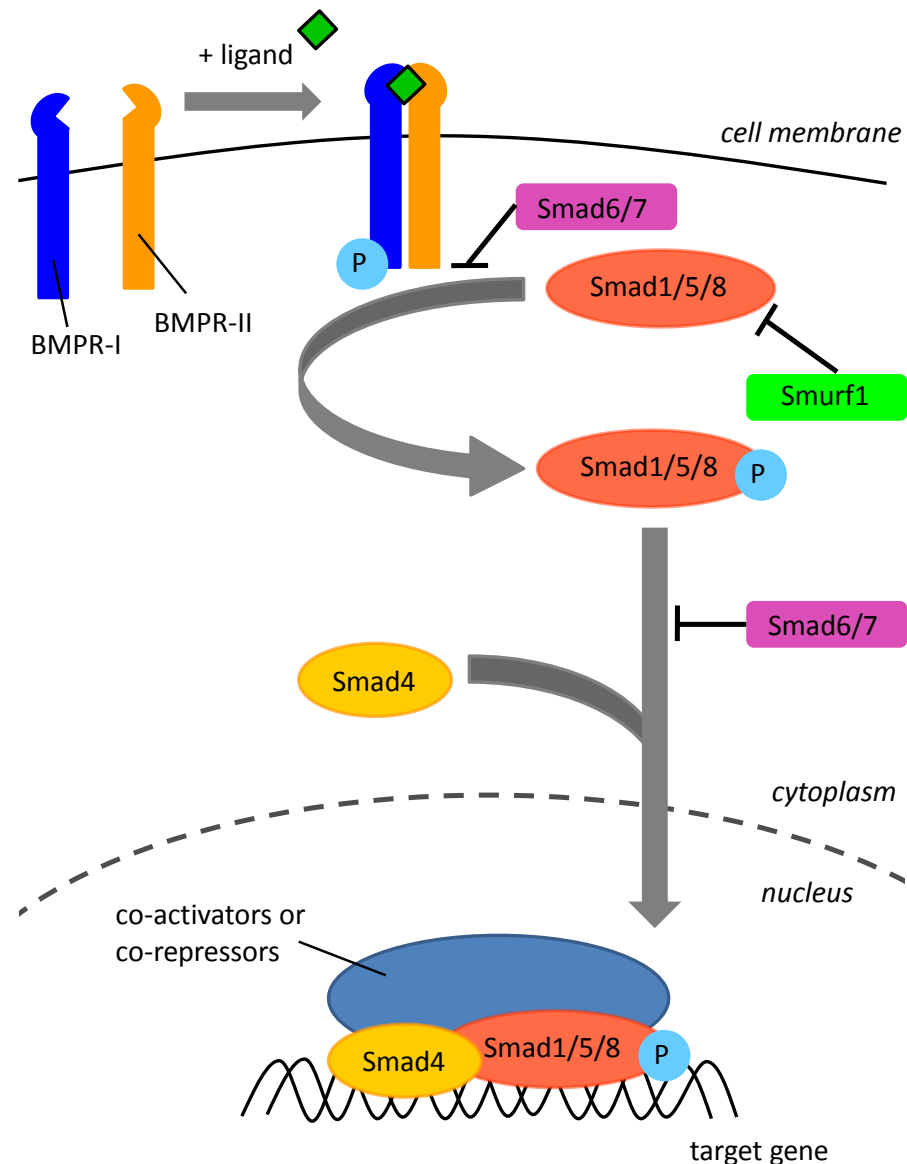 + ligand
cell membrane
Smad6/7
P
Smad1/5/8
BMPR-II
BMPR-I
Smurf1
Smad1/5/8
P
Smad6/7
Smad4
cytoplasm
nucleus
co-activators or
co-repressors
Smad4
Smad1/5/8
P
target gene